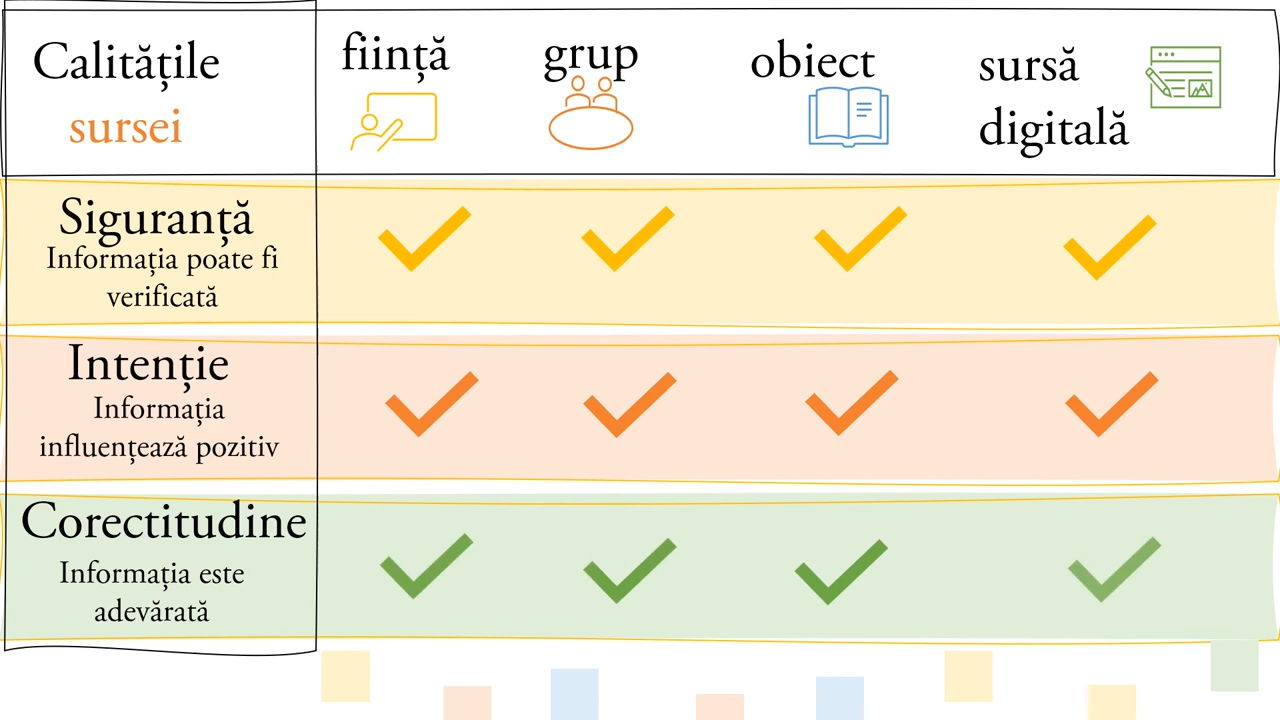 Calitățile
sursei
ființă
grup
obiect
sursă
digitală
Siguranță
Informația poate fi
verificată
Intenție
Informația
influențează pozitiv
Corectitudine
Informația este
adevărată